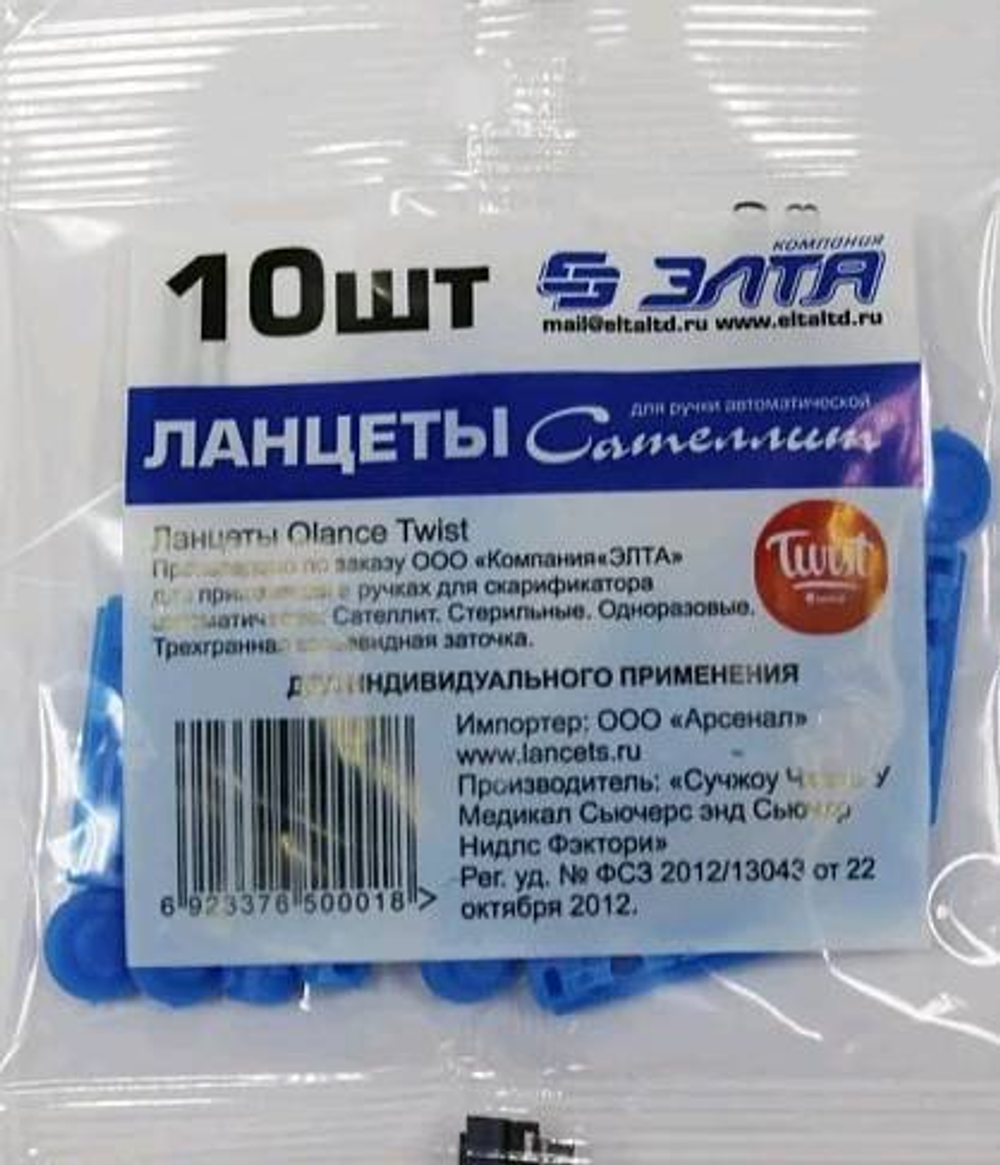 10шт
компания
ЭЛТА
mail@eltaltd.ru www.eltaltd.ru
ЛАНЦЕТЫ
для ручки автоматической
Сателлит
Ланцеты Qlance Twist
по заказу ООО «Компания«ЭЛТА»
ручках для скарификатора
Сателлит. Стерильные. Одноразовые.
заточка.
Twist
ИНДИВИДУАЛЬНОГО ПРИМЕНЕНИЯ
Импортер: ООО «Арсенал»
www.lancets.ru
Производитель: «Сучжоу
Медикал Сьючерс энд
Нидлс Фэктори»
Рег. уд. № ФСЗ 2012/13043 от 22
октября 2012.
6 923376 500018 >